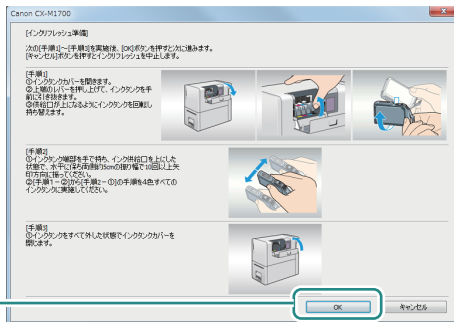 Canon CX-M1700
[インクリフレッシュ準備]
次の[手順1]～[手順3]を実施後、[OK]ボタンを押すと次に進みます。
[キャンセル]ボタンを押すとインクリフレッシュを中止します。
[手順1]
①インクタンクカバーを開きます。
②上端のレバーを押し上げて、インクタンクを手
前に引き抜きます。
③供給口が上になるようにインクタンクを回転し
持ち替えます。
[手順2]
①インクタンク端部を手で持ち、インク供給口を上にした
状態で、水平に保ち両側約5cmの振り幅で10回以上矢
印方向に振ってください。
②[手順1－②]から[手順2－①]の手順を4色すべての
インクタンクに実施してください。
[手順3]
①インクタンクをすべて外した状態でインクタンクカバーを
閉じます。
OK
キャンセル